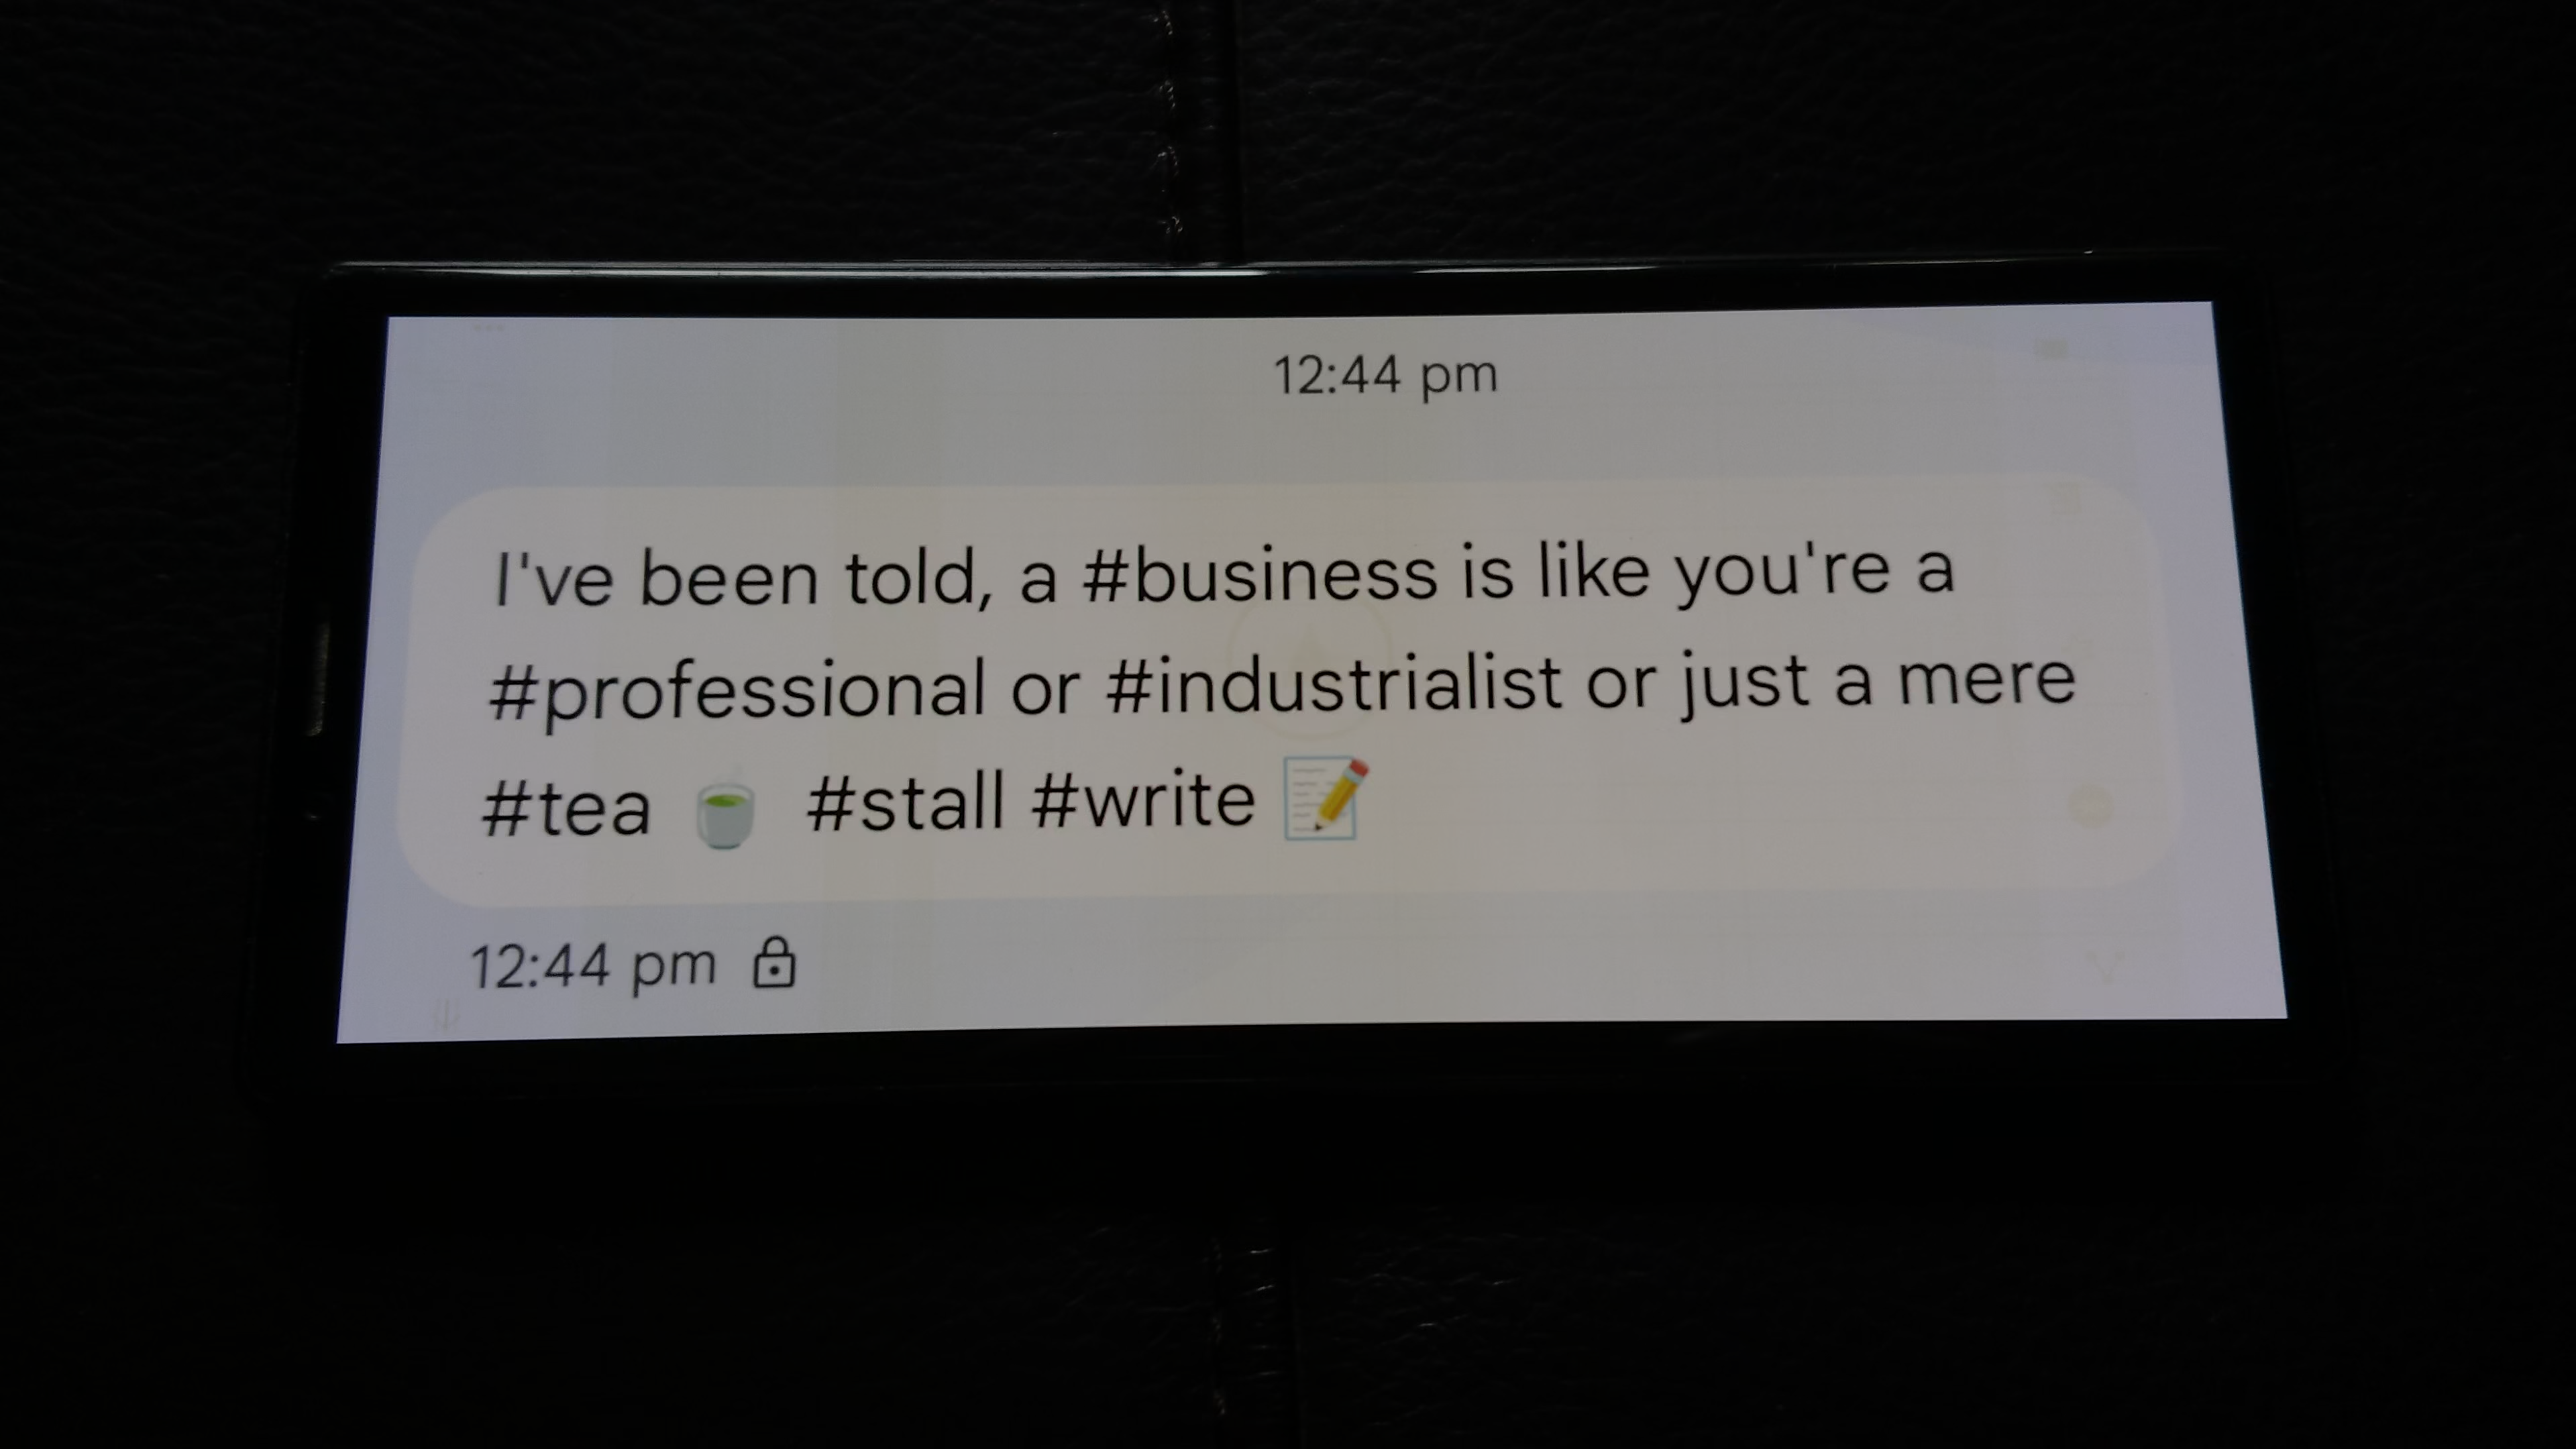 12:44 pm
I've been told, a #business is like you're a
#professional or #industrialist or just a mere
#tea 🍵 #stall #write 📝
12:44 pm